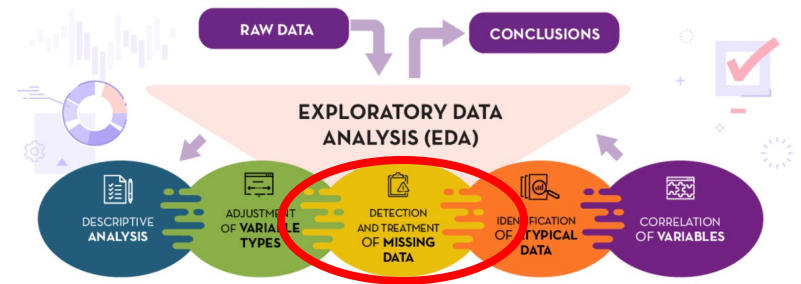 RAW DATA
CONCLUSIONS
EXPLORATORY DATA
ANALYSIS (EDA)
DESCRIPTIVE
ANALYSIS
ADJUSTMENT
OF VARIABLE
TYPES
DETECTION
AND TREATMENT
OF MISSING
DATA
IDENTIFICATION
OF ATYPICAL
DATA
CORRELATION
OF VARIABLES